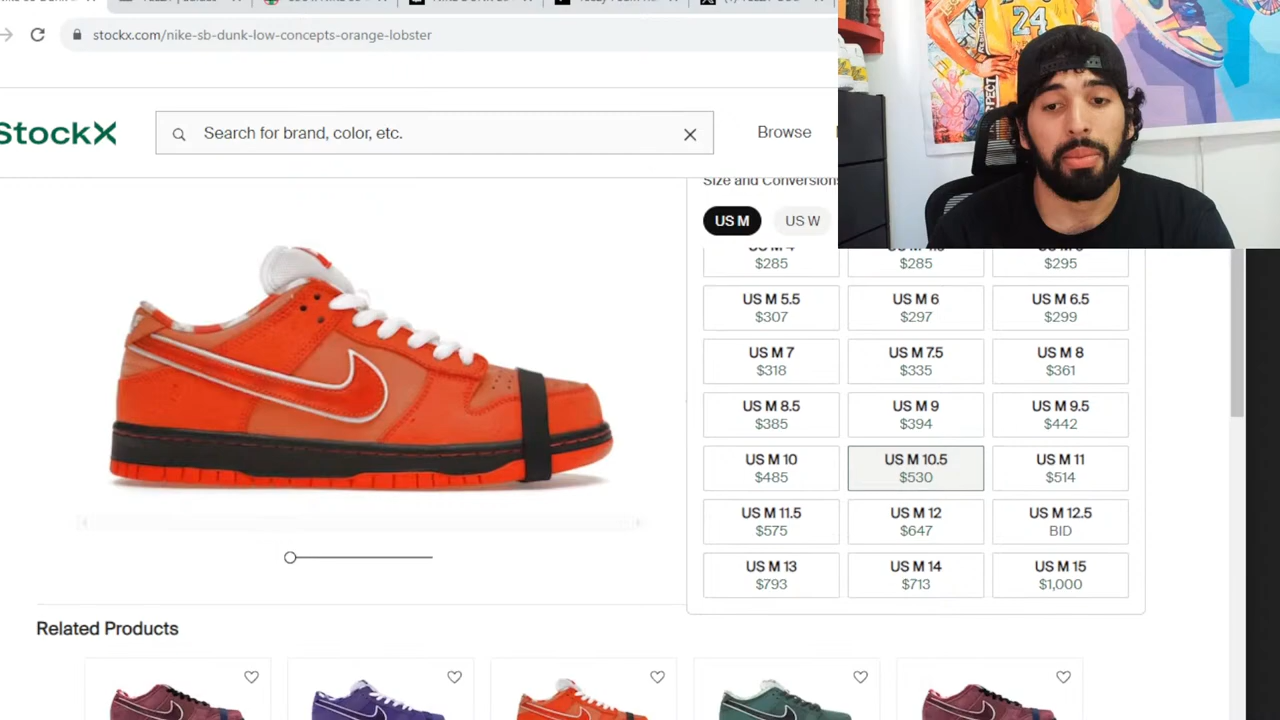 stockx.com/nike-sb-dunk-low-concepts-orange-lobster
StockX
Search for brand, color, etc.
Browse
Size and Conversions
US M
US W
$285
$285
$295
US M 5.5
US M 6
US M 6.5
$307
$297
$299
US M 7
US M 7.5
US M 8
$318
$335
$361
US M 8.5
US M 9
US M 9.5
$385
$394
$442
US M 10
US M 10.5
US M 11
$485
$530
$514
US M 11.5
US M 12
US M 12.5
$575
$647
BID
US M 13
US M 14
US M 15
$793
$713
$1,000
Related Products
24